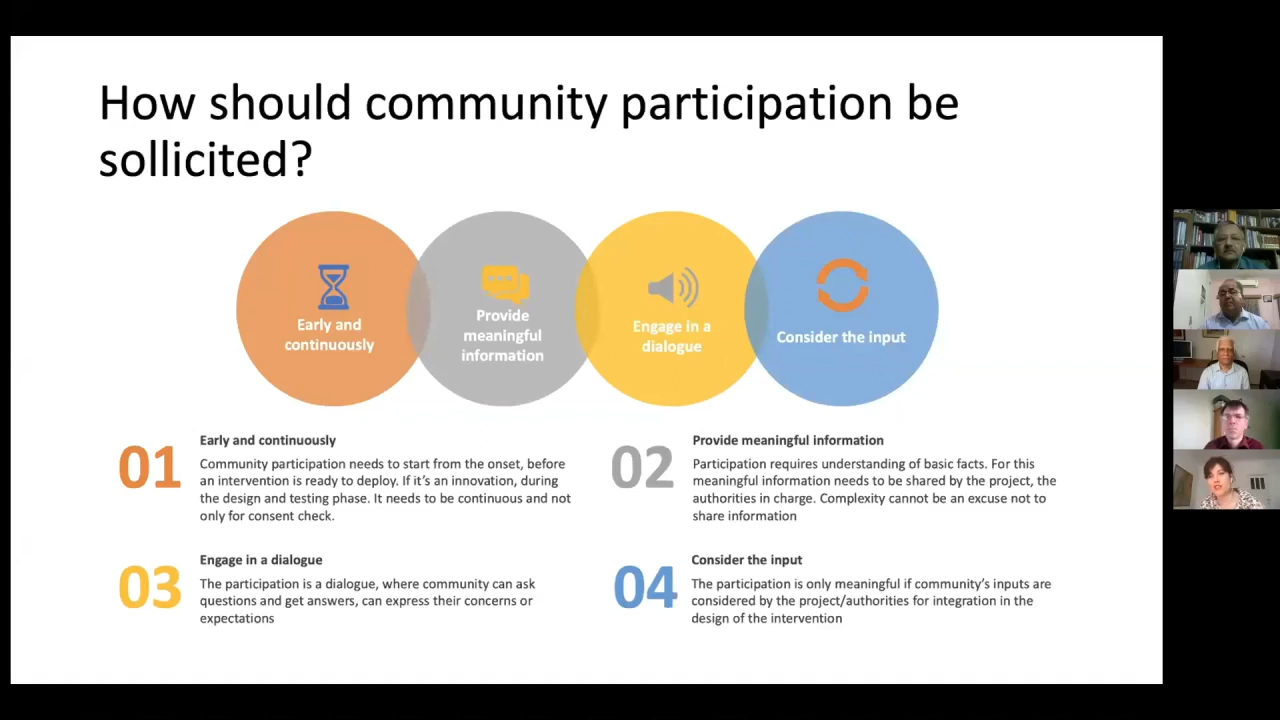 How should community participation be
sollicited?
Early and
continuously
Provide
meaningful
information
Engage in a
dialogue
Consider the input
01
Early and continuously
Community participation needs to start from the onset, before
an intervention is ready to deploy. If it's an innovation, during
the design and testing phase. It needs to be continuous and not
only for consent check.
02
Provide meaningful information
Participation requires understanding of basic facts. For this
meaningful information needs to be shared by the project, the
authorities in charge. Complexity cannot be an excuse not to
share information
03
Engage in a dialogue
The participation is a dialogue, where community can ask
questions and get answers, can express their concerns or
expectations
04
Consider the input
The participation is only meaningful if community's inputs are
considered by the project/authorities for integration in the
design of the intervention